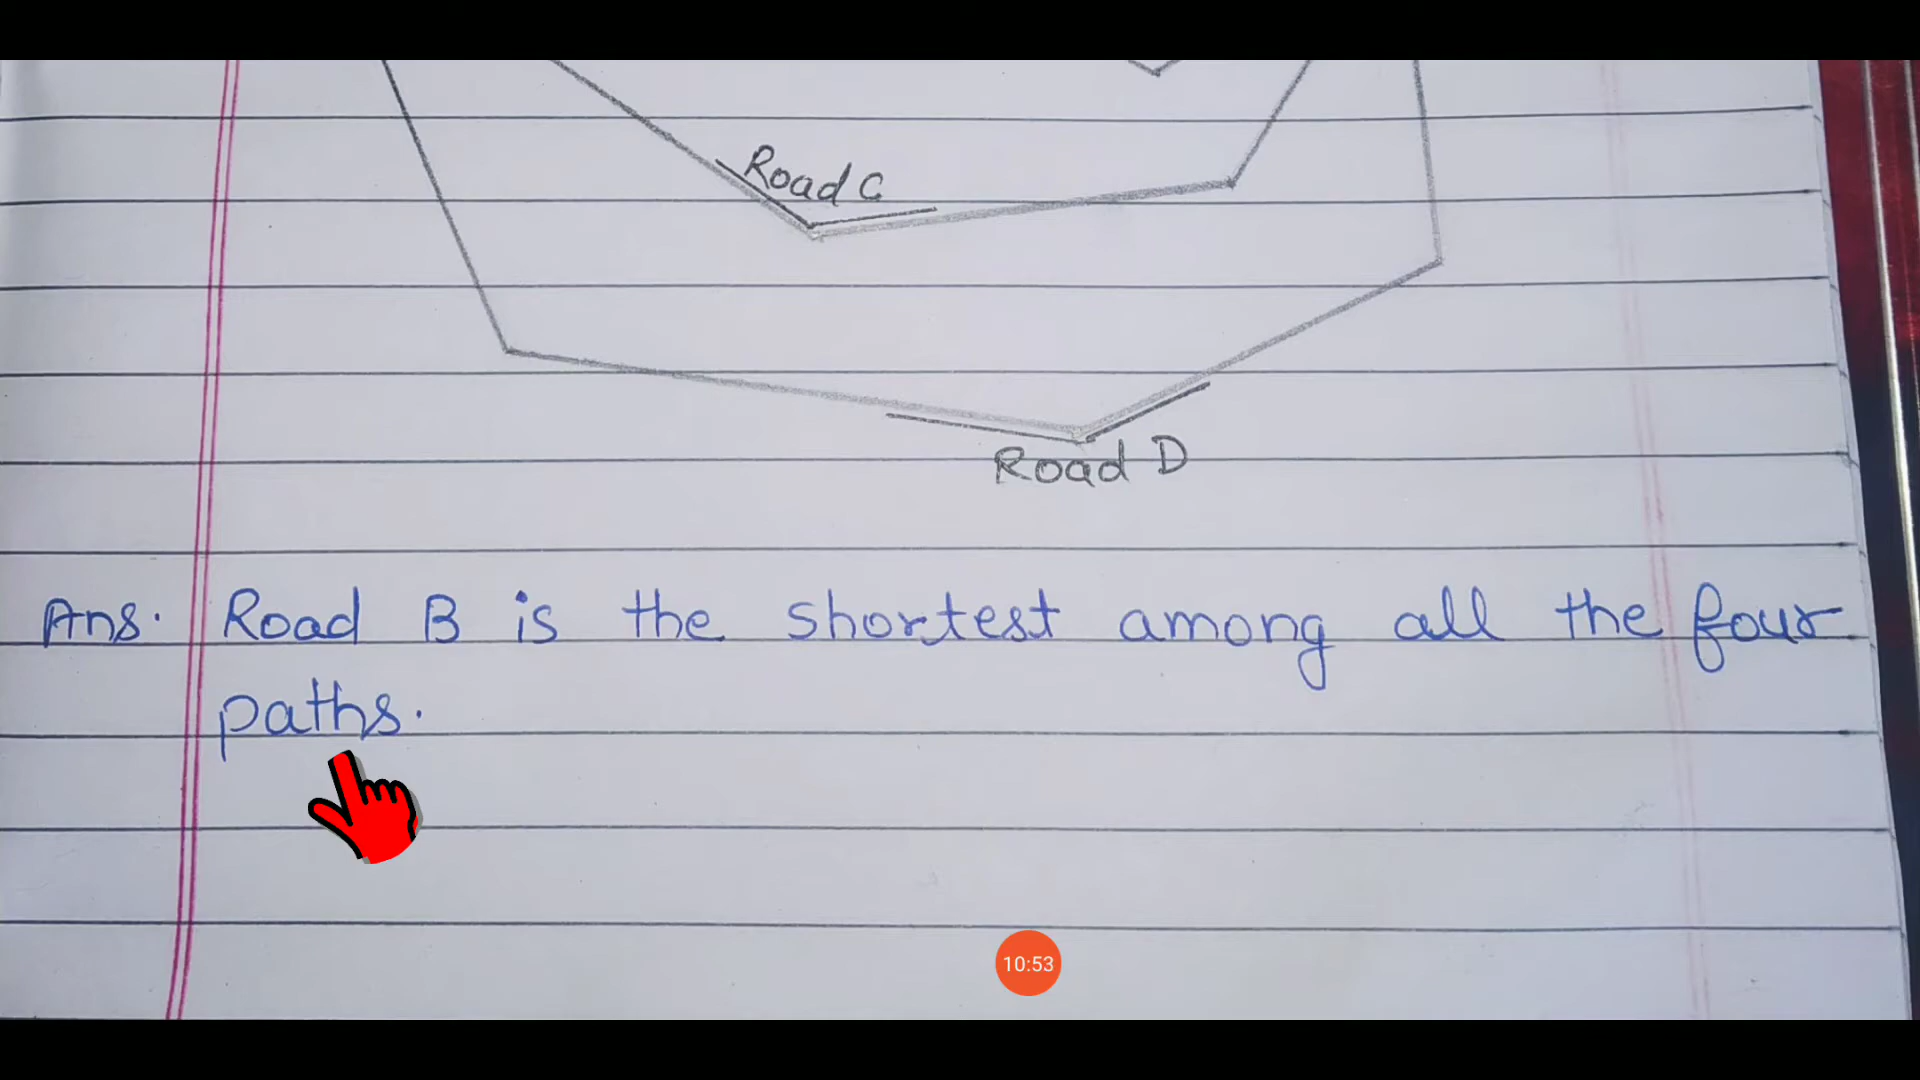 Road C
Road D
Ans. Road B is the shortest among all the four
paths.
10:53